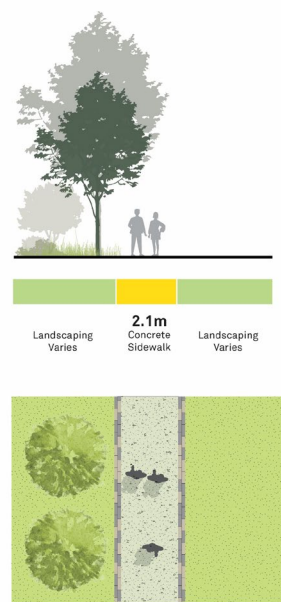 2.1m
Landscaping
Varies
Concrete
Sidewalk
Landscaping
Varies